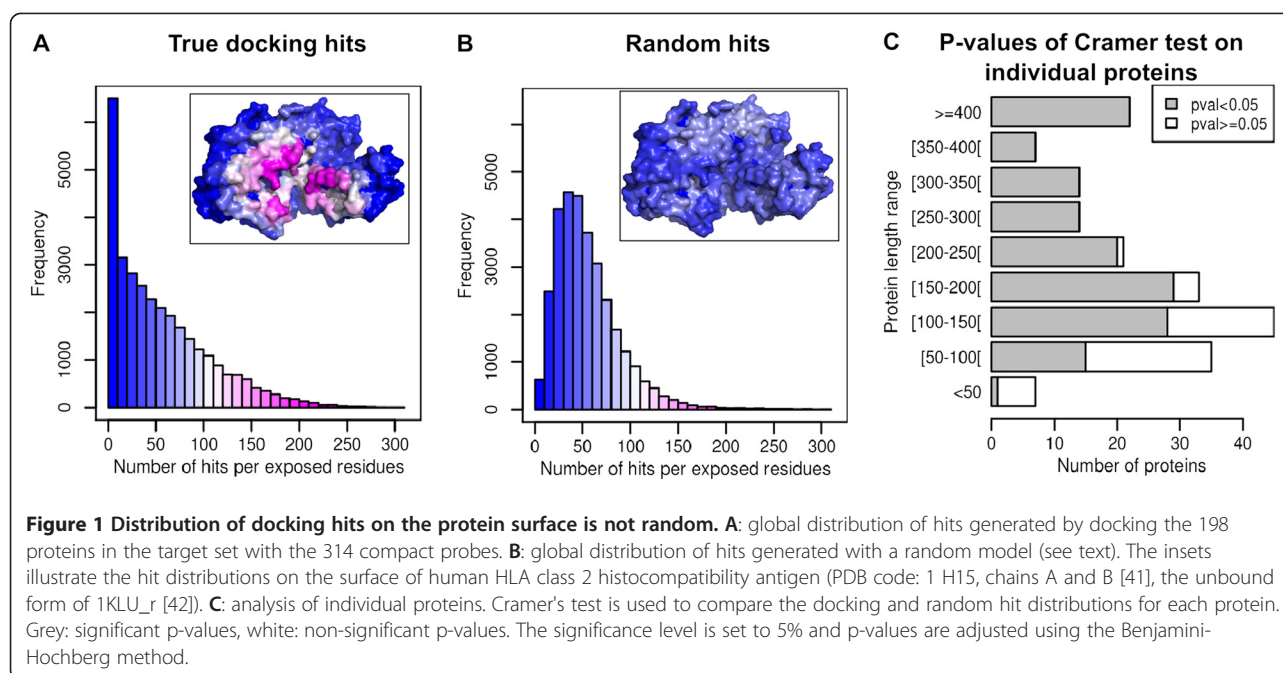 A
True docking hits
Frequency
0
1000
3000
5000
0 50 100 150 200 250 300
Number of hits per exposed residues
B
Random hits
Frequency
0
1000
3000
5000
0 50 100 150 200 250 300
Number of hits per exposed residues
C
P-values of Cramer test on
individual proteins
pval<0.05
pval>=0.05
Protein length range
>=400
[350-400[
[300-350[
[250-300[
[200-250[
[150-200[
[100-150[
[50-100[
<50
0 10 20 30 40
Number of proteins
Figure 1 Distribution of docking hits on the protein surface is not random. A: global distribution of hits generated by docking the 198
proteins in the target set with the 314 compact probes. B: global distribution of hits generated with a random model (see text). The insets
illustrate the hit distributions on the surface of human HLA class 2 histocompatibility antigen (PDB code: 1 H15, chains A and B [41], the unbound
form of 1KLU_r [42]). C: analysis of individual proteins. Cramer's test is used to compare the docking and random hit distributions for each protein.
Grey: significant p-values, white: non-significant p-values. The significance level is set to 5% and p-values are adjusted using the Benjamini-
Hochberg method.